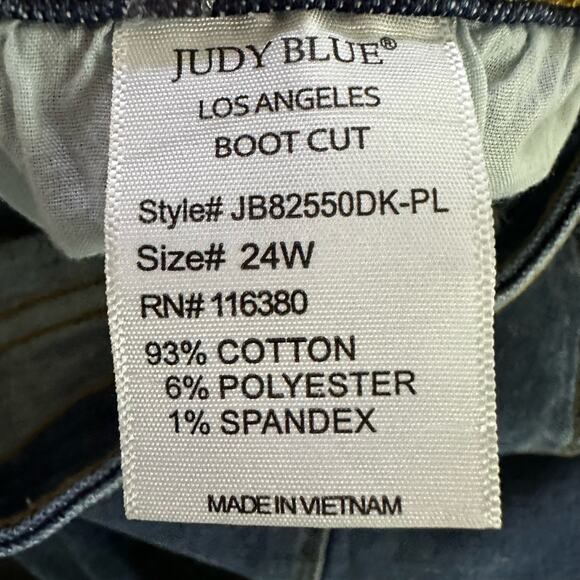 JUDY BLUE®
LOS ANGELES
BOOT CUT
Style# JB82550DK-PL
Size# 24W
RN# 116380
93% COTTON
6% POLYESTER
1% SPANDEX
MADE IN VIETNAM